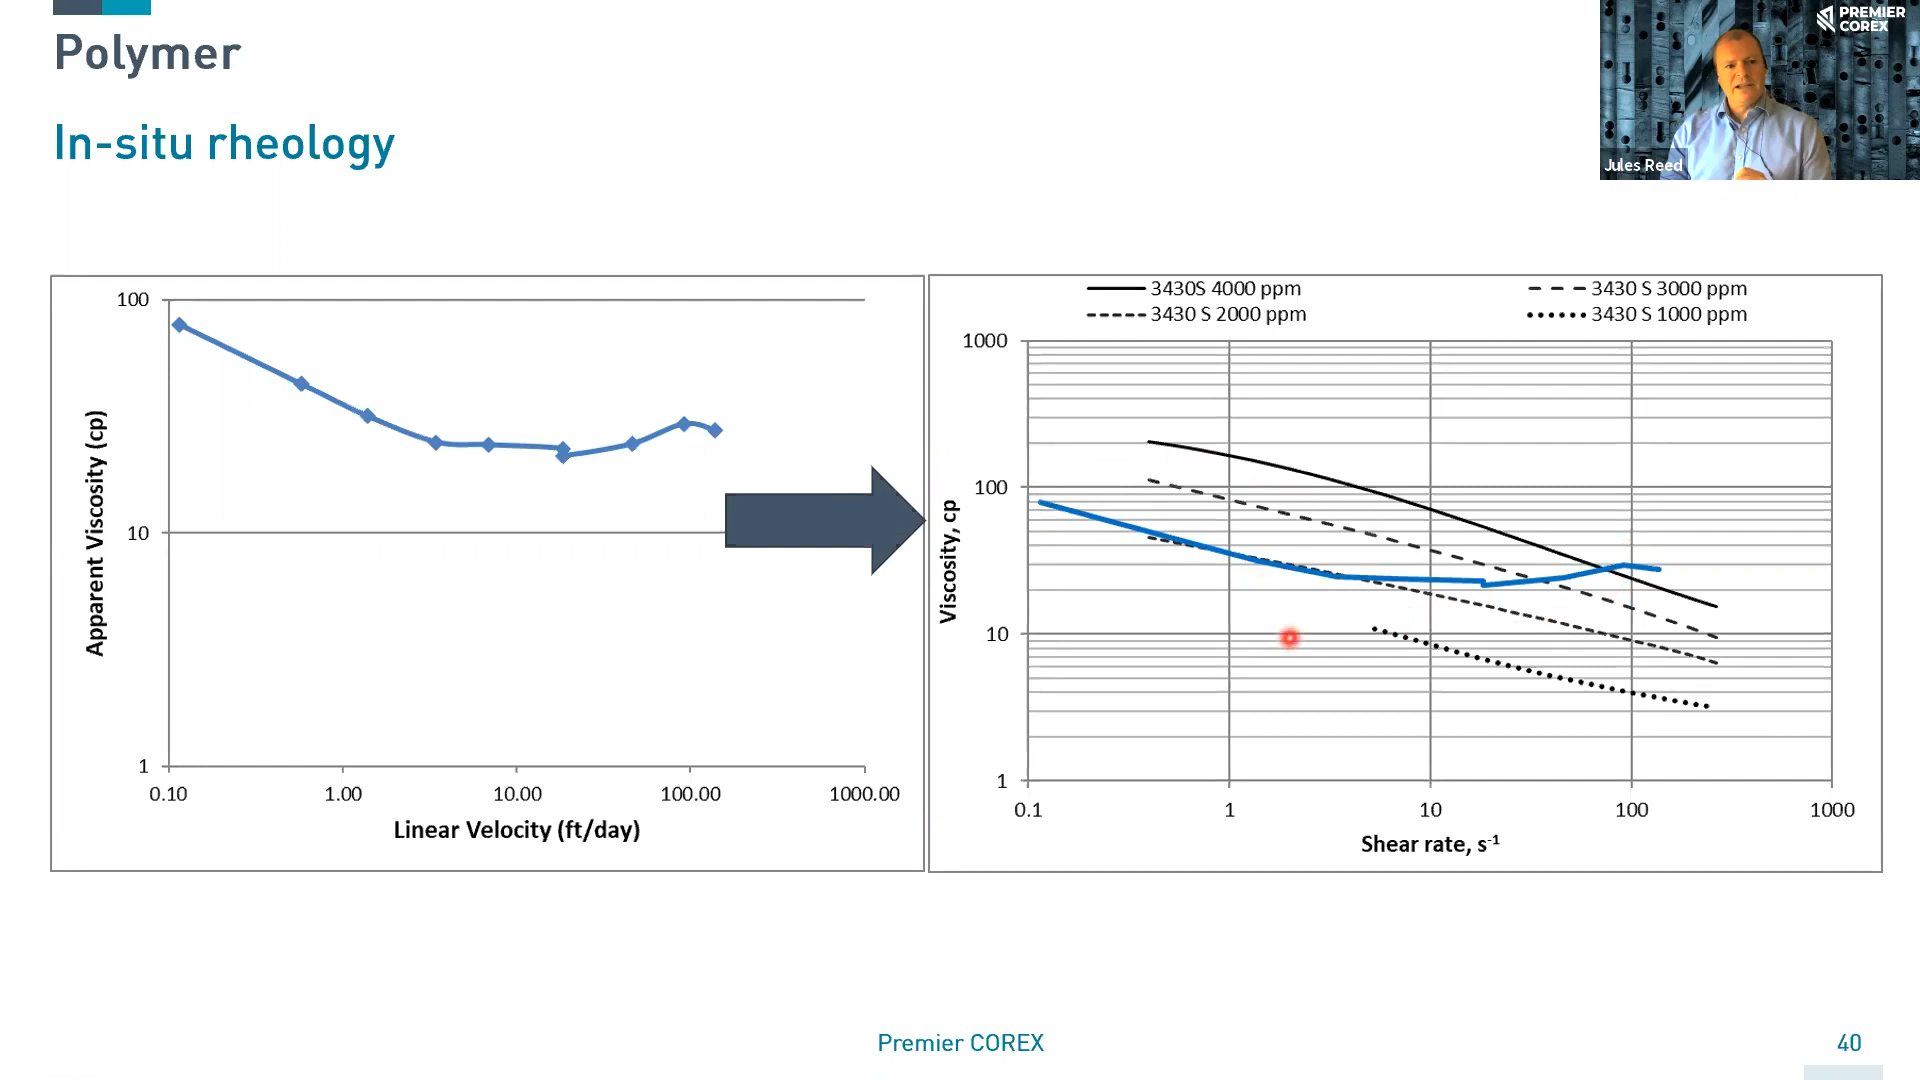 Polymer
In-situ rheology
PREMIER
COREX
Jules Reed
100
10
1
0.10
1.00
10.00
100.00
1000.00
Apparent Viscosity (cp)
Linear Velocity (ft/day)
3430S 4000 ppm
3430 S 3000 ppm
3430 S 2000 ppm
3430 S 1000 ppm
1000
100
10
1
0.1
1
10
100
1000
Viscosity, cp
Shear rate, s⁻¹
Premier COREX
40